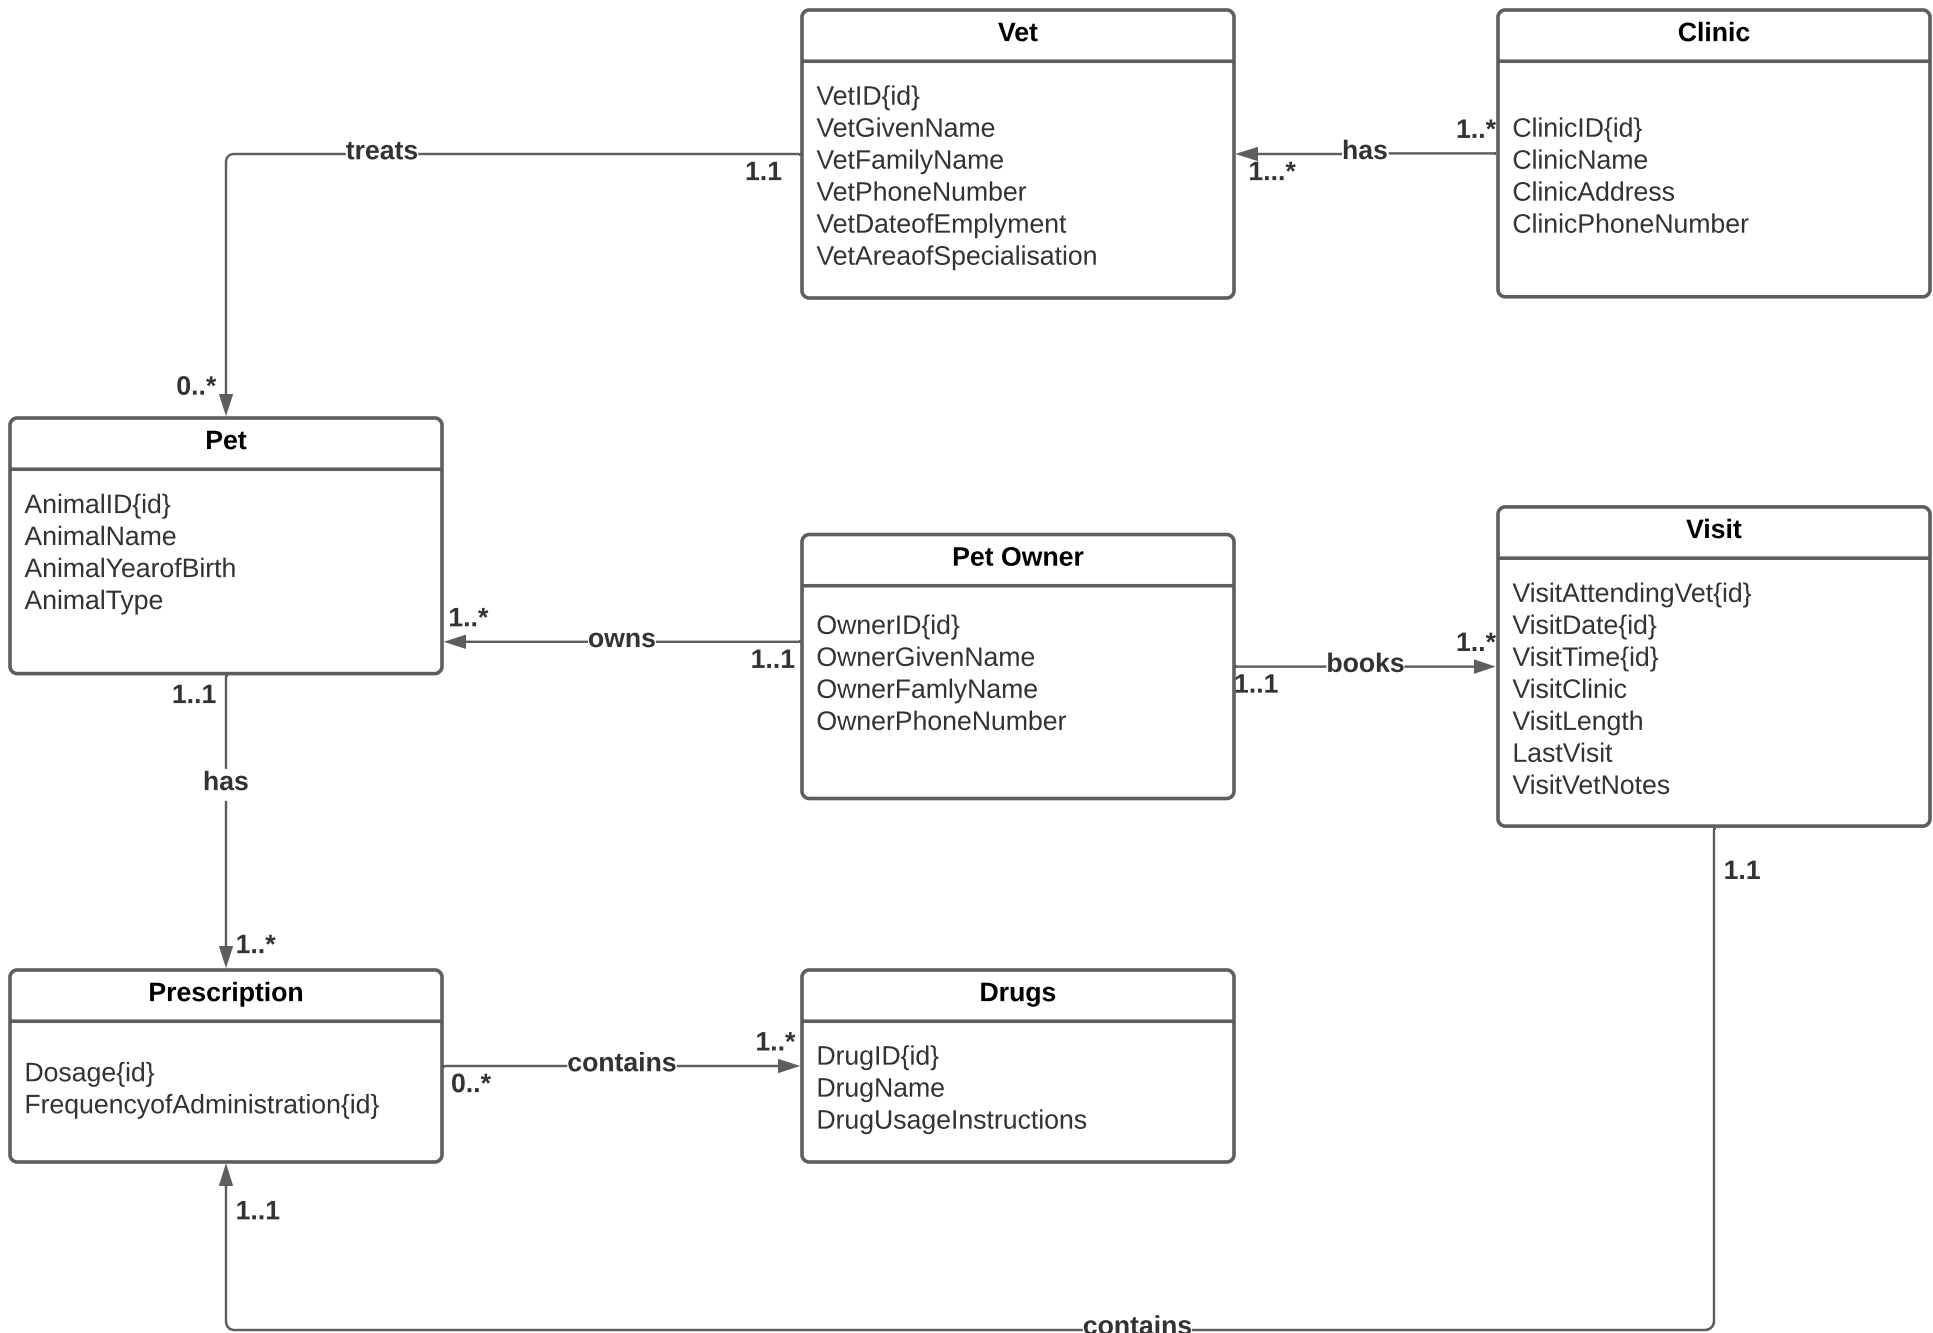 Vet
VetID{id}
VetGivenName
VetFamilyName
VetPhoneNumber
VetDateofEmplyment
VetAreaofSpecialisation
Clinic
ClinicID{id}
ClinicName
ClinicAddress
ClinicPhoneNumber
1..*
has
1...*
treats
1.1
0..*
Pet
AnimalID{id}
AnimalName
AnimalYearofBirth
AnimalType
1..*
owns
1..1
Pet Owner
OwnerID{id}
OwnerGivenName
OwnerFamlyName
OwnerPhoneNumber
1..*
books
1..1
Visit
VisitAttendingVet{id}
VisitDate{id}
VisitTime{id}
VisitClinic
VisitLength
LastVisit
VisitVetNotes
1..1
has
1..*
1.1
Prescription
Dosage{id}
FrequencyofAdministration{id}
1..*
contains
0..*
Drugs
DrugID{id}
DrugName
DrugUsageInstructions
1..1
contains